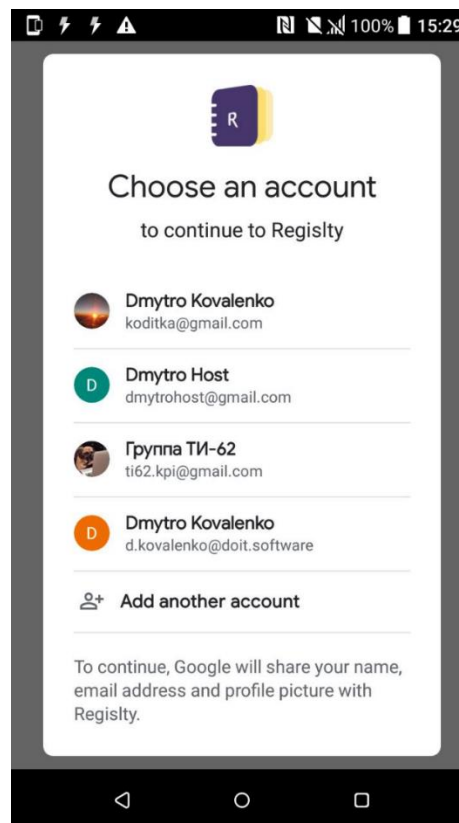 100% 15:29
R
Choose an account
to continue to Regislty
Dmytro Kovalenko
koditka@gmail.com
D
Dmytro Host
dmytrohost@gmail.com
Группа ТИ-62
ti62.kpi@gmail.com
D
Dmytro Kovalenko
d.kovalenko@doit.software
Add another account
To continue, Google will share your name,
email address and profile picture with
Regislty.